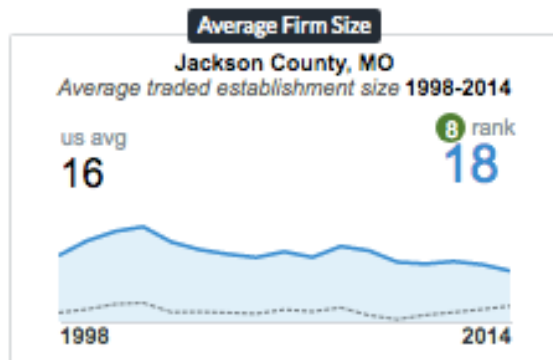 Average Firm Size
Jackson County, MO
Average traded establishment size 1998-2014
us avg
16
8 rank
18
1998
2014